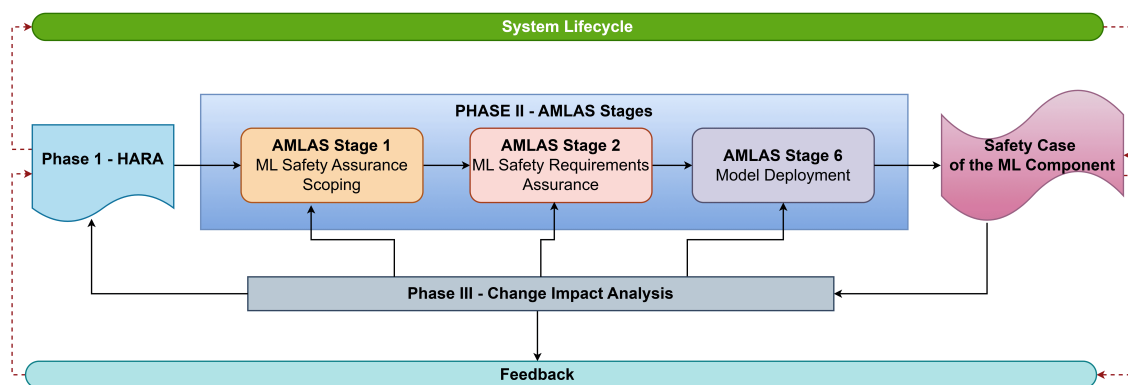 System Lifecycle
PHASE II - AMLAS Stages
Phase 1 - HARA
AMLAS Stage 1
ML Safety Assurance
Scoping
AMLAS Stage 2
ML Safety Requirements
Assurance
AMLAS Stage 6
Model Deployment
Safety Case
of the ML Component
Phase III - Change Impact Analysis
Feedback